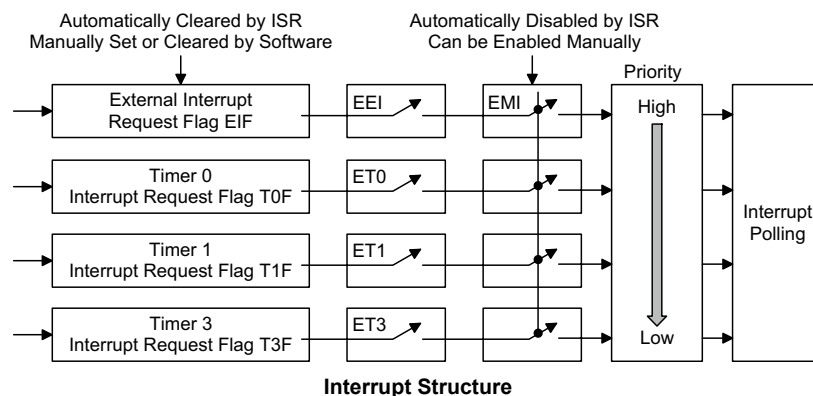 Automatically Cleared by ISR
Manually Set or Cleared by Software
Automatically Disabled by ISR
Can be Enabled Manually
Priority
External Interrupt
Request Flag EIF
EEI
EMI
High
Timer 0
Interrupt Request Flag T0F
ET0
Timer 1
Interrupt Request Flag T1F
ET1
Timer 3
Interrupt Request Flag T3F
ET3
Low
Interrupt
Polling
Interrupt Structure